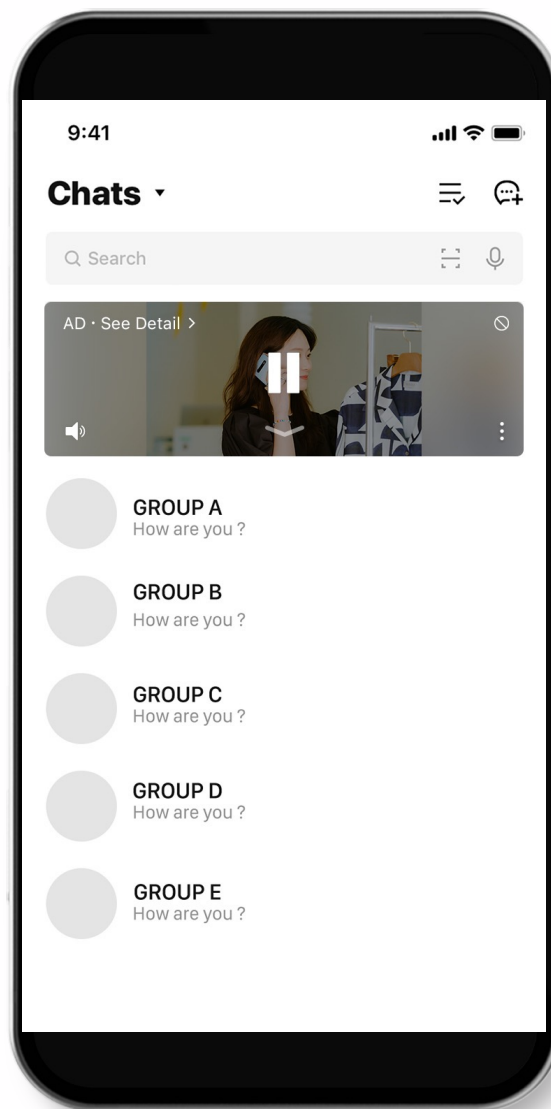 9:41
Chats
Search
AD · See Detail >
GROUP A
How are you ?
GROUP B
How are you ?
GROUP C
How are you ?
GROUP D
How are you ?
GROUP E
How are you ?